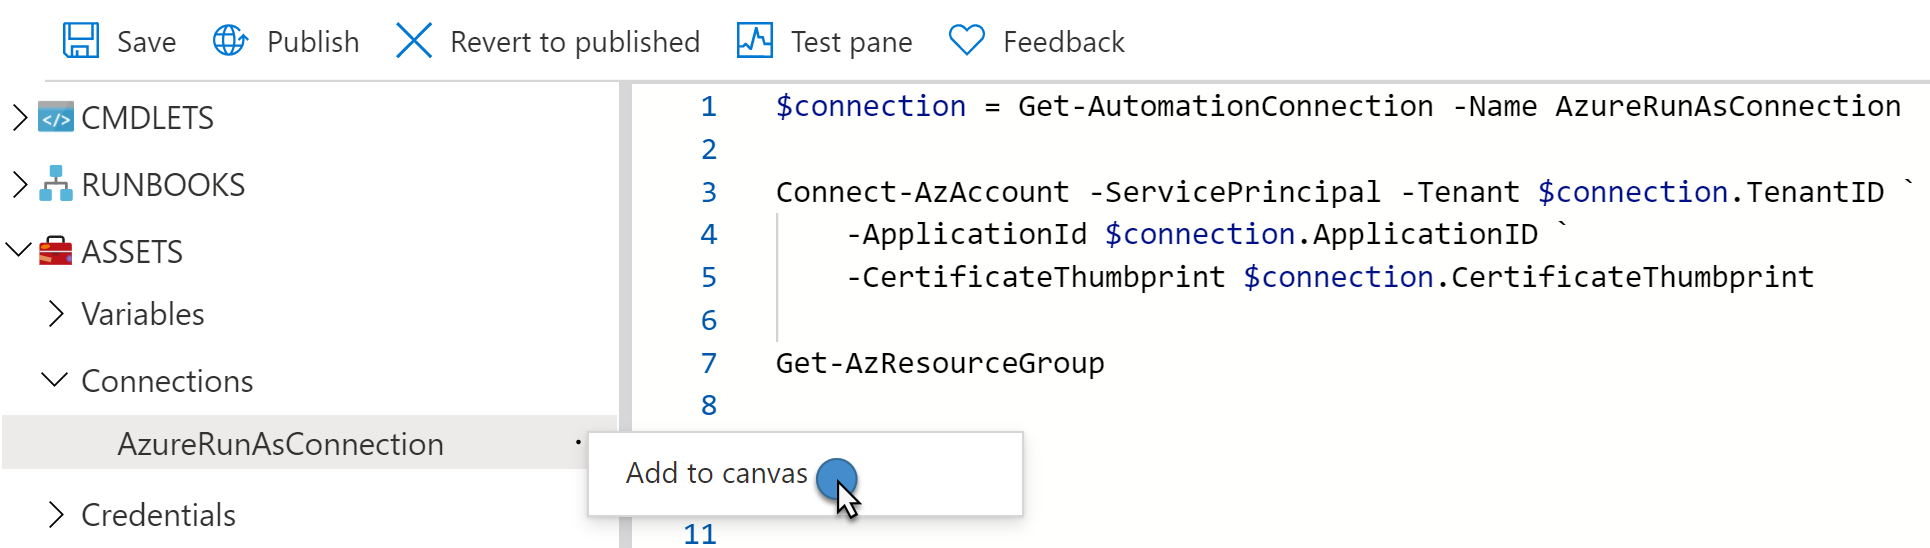 Save Publish Revert to published Test pane Feedback
CMDLETS
RUNBOOKS
ASSETS
Variables
Connections
AzureRunAsConnection
Credentials
1 $connection = Get-AutomationConnection -Name AzureRunAsConnection
2
3 Connect-AzAccount -ServicePrincipal -Tenant $connection.TenantID `
4 -ApplicationId $connection.ApplicationID `
5 -CertificateThumbprint $connection.CertificateThumbprint
6
7 Get-AzResourceGroup
8
Add to canvas
11